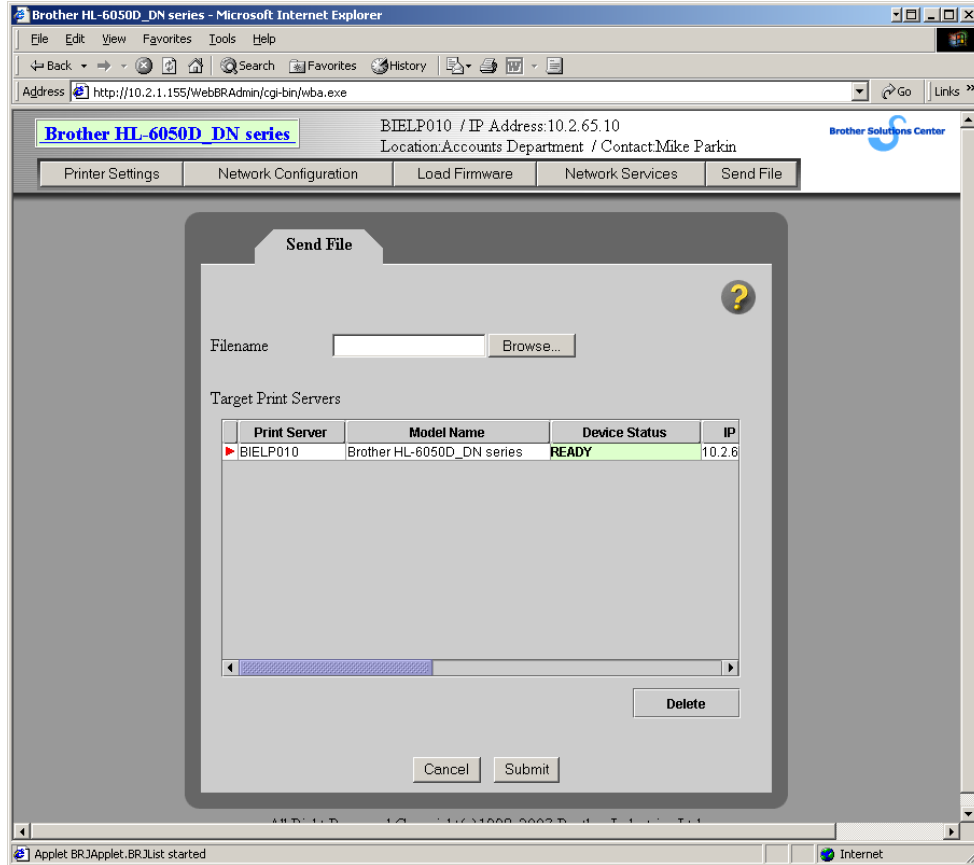 Brother HL-6050D_DN series - Microsoft Internet Explorer
File Edit View Favorites Tools Help
Back Search Favorites History
Address http://10.2.1.155/WebBRAdmin/cgi-bin/wba.exe Go Links »
Brother HL-6050D_DN series
BIELP010 / IP Address:10.2.65.10
Location:Accounts Department / Contact:Mike Parkin
Brother Solutions Center
Printer Settings Network Configuration Load Firmware Network Services Send File
Send File
?
Filename Browse...
Target Print Servers
Print Server Model Name Device Status IP
BIELP010 Brother HL-6050D_DN series READY 10.2.6
Delete
Cancel Submit
Applet BRJApplet.BRJList started Internet